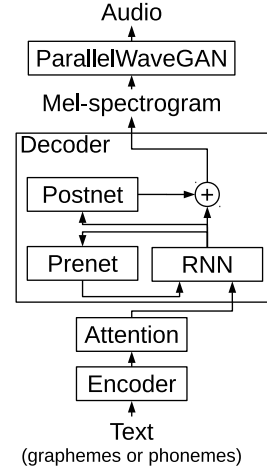 Audio
ParallelWaveGAN
Mel-spectrogram
Decoder
Postnet
+
Prenet
RNN
Attention
Encoder
Text
(graphemes or phonemes)